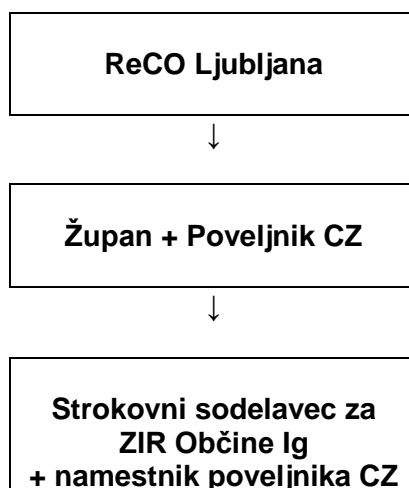 ReCO Ljubljana
↓
Župan + Poveljnik CZ
↓
Strokovni sodelavec za
ZIR Občine Ig
+ namestnik poveljnika CZ